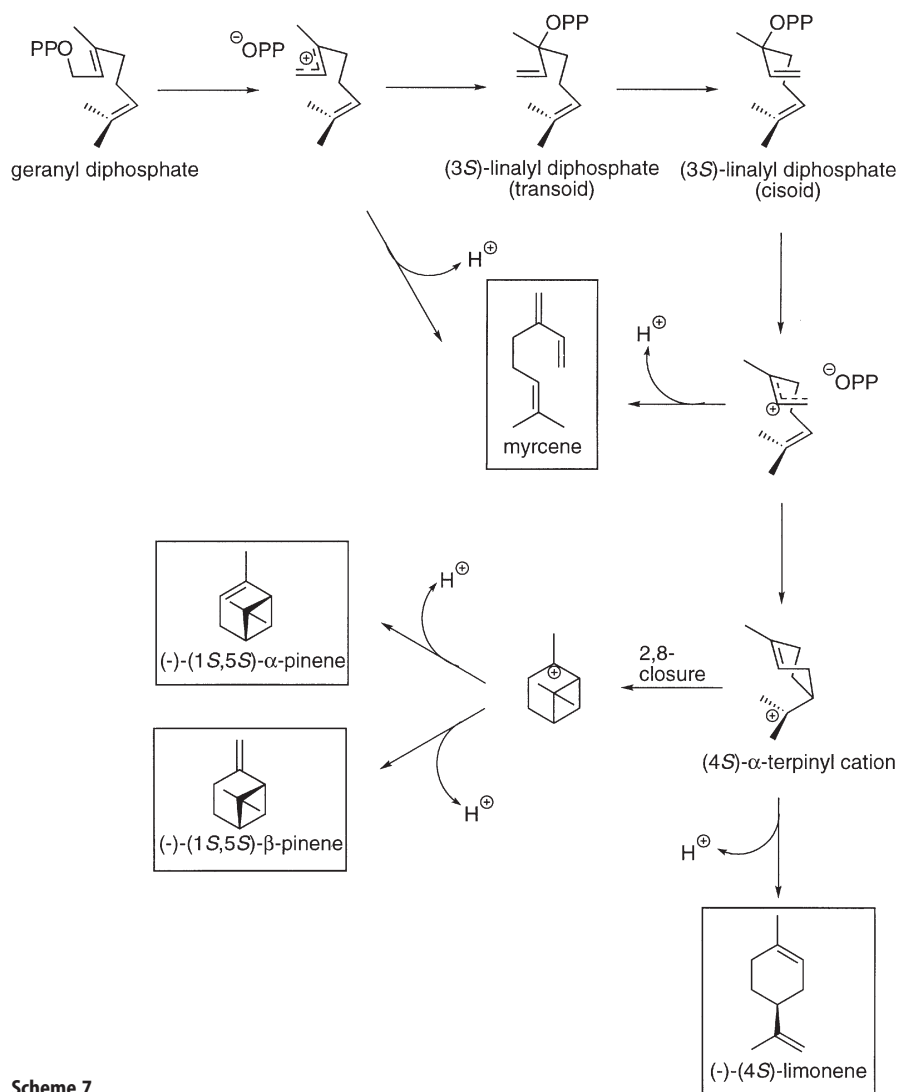 PPO
⊖OPP
⊕
OPP
OPP
geranyl diphosphate
(3S)-linalyl diphosphate
(transoid)
(3S)-linalyl diphosphate
(cisoid)
H⊕
H⊕
⊖OPP
⊕
myrcene
H⊕
(-)-(1S,5S)-α-pinene
⊕
2,8-
closure
⊕
(4S)-α-terpinyl cation
(-)-(1S,5S)-β-pinene
H⊕
H⊕
(-)-(4S)-limonene
Scheme 7